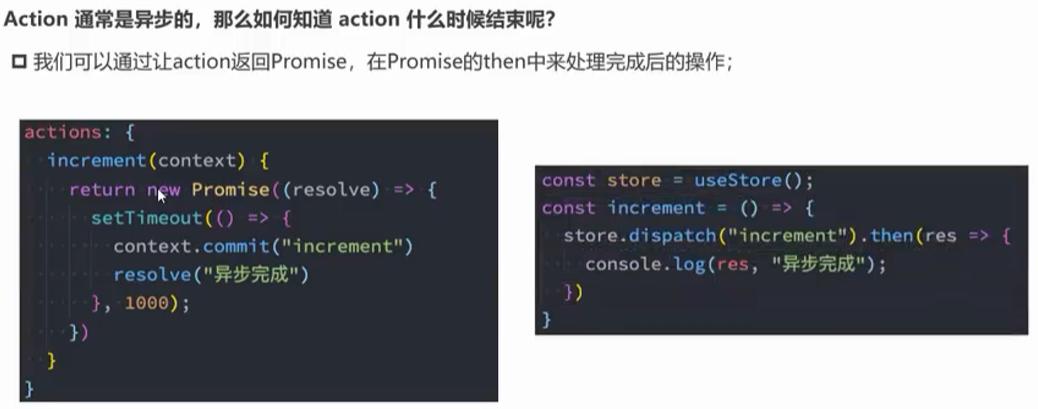 Action 通常是异步的，那么如何知道 action 什么时候结束呢？
我们可以通过让action返回Promise，在Promise的then中来处理完成后的操作；
actions: {
increment(context) {
return new Promise((resolve) => {
setTimeout(() => {
context.commit("increment")
resolve("异步完成")
}, 1000);
})
}
}
const store = useStore();
const increment = () => {
store.dispatch("increment").then(res => {
console.log(res, "异步完成");
})
}